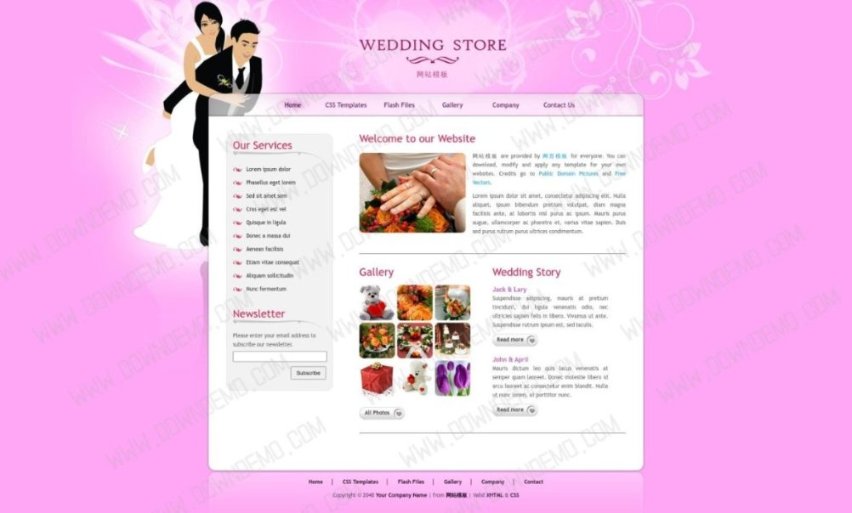 WEDDING STORE
网站模板
Home CSS Templates Flash Files Gallery Company Contact Us
Our Services
Lorem ipsum dolor
Phasellus eget lorem
Sed sit amet sem
Cras eget est vel
Quisque in ligula
Donec a massa dui
Aenean facilisis
Etiam vitae consequat
Aliquam sollicitudin
Nunc fermentum
Newsletter
Please enter your email address to
subscribe our newsletter.
Subscribe
Welcome to our Website
网站模板 are provided by 网页模板 for everyone. You can
download, modify and apply any template for your own
websites. Credits go to Public Domain Pictures and Free
Vectors.
Lorem ipsum dolor sit amet, consectetur adipiscing elit. Nulla
aliquam, ipsum bibendum pretium volutpat, diam magna
facilisis ante, at lobortis nisl purus ac ipsum. Mauris purus
augue, ullamcorper ac pharetra et, varius vitae sapien. Duis
sed purus rutrum purus ultrices condimentum.
Gallery
All Photos
Wedding Story
Jack & Lary
Suspendisse adipiscing, mauris at pretium
tincidunt, dui ligula venenatis odio, nec
ultricies sapien felis in libero. Vivamus ut ante.
Suspendisse rutrum ipsum est, sed iaculis.
Read more
John & April
Mauris dictum leo quis lacus venenatis at
semper quam laoreet. Donec molestie libero id
arcu laoreet ac consectetur enim blandit. Nulla
ut nunc lorem, ut porttitor nunc.
Read more
Home | CSS Templates | Flash Files | Gallery | Company | Contact
Copyright © 2048 Your Company Name | from 网站模板 | Valid XHTML & CSS
WWW.DOWNDEMO.COM